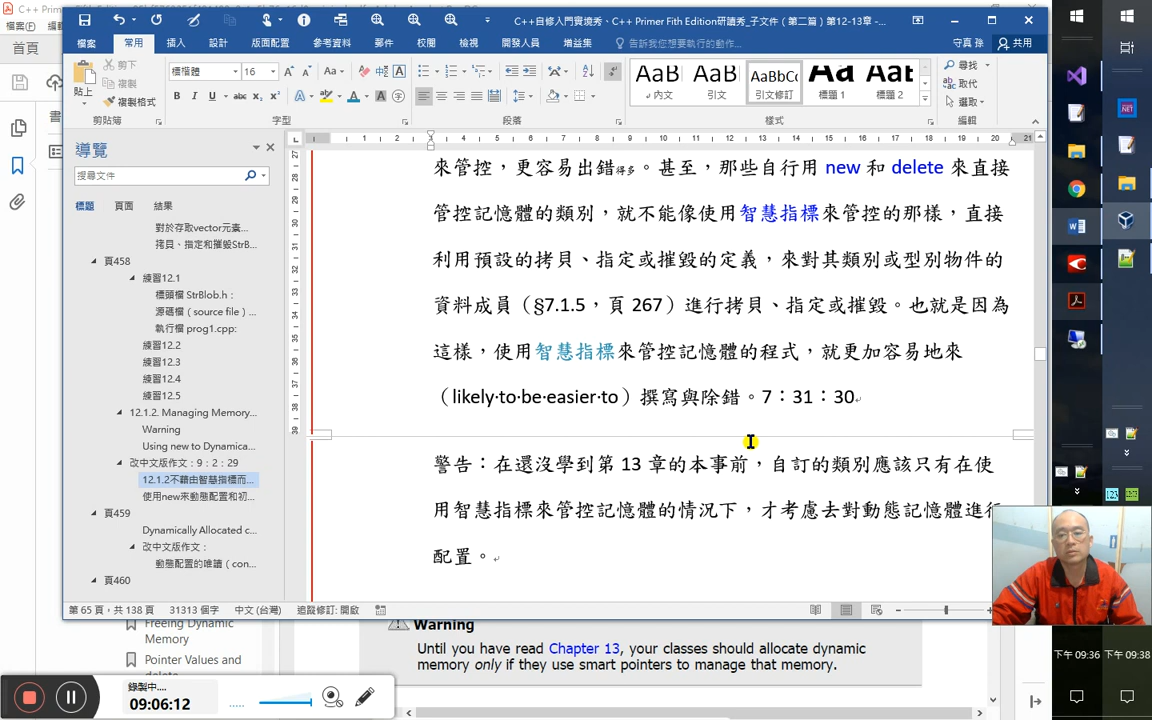 C++ Prim
C++自修入門實境秀、C++ Primer Fith Edition研讀秀_子文件（第二篇）第12-13章 -...
檔案(F)
檔案 常用 插入 設計 版面配置 參考資料 郵件 校閱 檢視 開發人員 增益集 告訴我您想要執行的動作... 守真 孫 共用
首頁
貼上
剪下
複製
複製格式
剪貼簿
標楷體 16
B I U abc x₂ x²
字型
段落
AaB AaB AaBbCc Aa Aat
內文 引文 引文修訂 標題 1 標題 2
樣式
尋找
取代
選取
編輯
導覽
搜尋文件
標題 頁面 結果
對於存取vector元素...
拷貝、指定和摧毀StrB...
頁458
練習12.1
標頭檔 StrBlob.h：
源碼檔（source file）...
執行檔 prog1.cpp:
練習12.2
練習12.3
練習12.4
練習12.5
12.1.2. Managing Memory...
Warning
Using new to Dynamica...
改中文版作文：9：2：29
12.1.2不藉由智慧指標而...
使用new來動態配置和初...
頁459
Dynamically Allocated c...
改中文版作文：
動態配置的唯讀（con...
頁460
來管控，更容易出錯得多。甚至，那些自行用 new 和 delete 來直接
管控記憶體的類別，就不能像使用智慧指標來管控的那樣，直接
利用預設的拷貝、指定或摧毀的定義，來對其類別或型別物件的
資料成員（§7.1.5，頁 267）進行拷貝、指定或摧毀。也就是因為
這樣，使用智慧指標來管控記憶體的程式，就更加容易地來
（likely·to·be·easier·to）撰寫與除錯。7：31：30
警告：在還沒學到第 13 章的本事前，自訂的類別應該只有在使
用智慧指標來管控記憶體的情況下，才考慮去對動態記憶體進行
配置。
第 65 頁，共 138 頁 31313 個字 中文 (台灣) 追蹤修訂: 開啟
Freeing Dynamic
Memory
Pointer Values and
Warning
Until you have read Chapter 13, your classes should allocate dynamic
memory only if they use smart pointers to manage that memory.
錄製中....
09:06:12
下午 09:36 下午 09:38